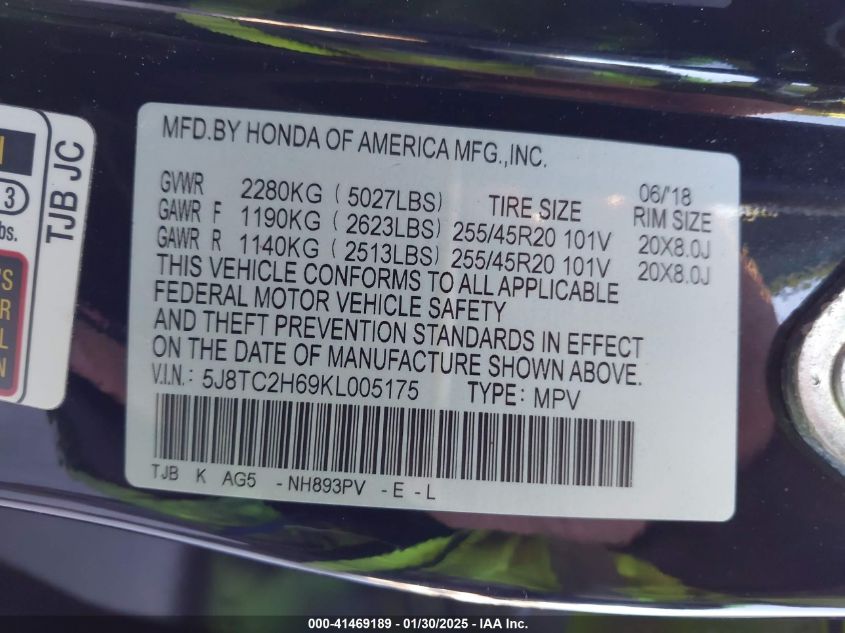 MFD.BY HONDA OF AMERICA MFG.,INC.
06/'18
GVWR 2280KG ( 5027LBS) TIRE SIZE RIM SIZE
GAWR F 1190KG ( 2623LBS) 255/45R20 101V 20X8.0J
GAWR R 1140KG ( 2513LBS) 255/45R20 101V 20X8.0J
THIS VEHICLE CONFORMS TO ALL APPLICABLE
FEDERAL MOTOR VEHICLE SAFETY
AND THEFT PREVENTION STANDARDS IN EFFECT
ON THE DATE OF MANUFACTURE SHOWN ABOVE.
V.I.N: 5J8TC2H69KL005175 TYPE: MPV
TJB K AG5 -NH893PV -E -L
TJB JC
3
bs.
000-41469189 - 01/30/2025 - IAA Inc.